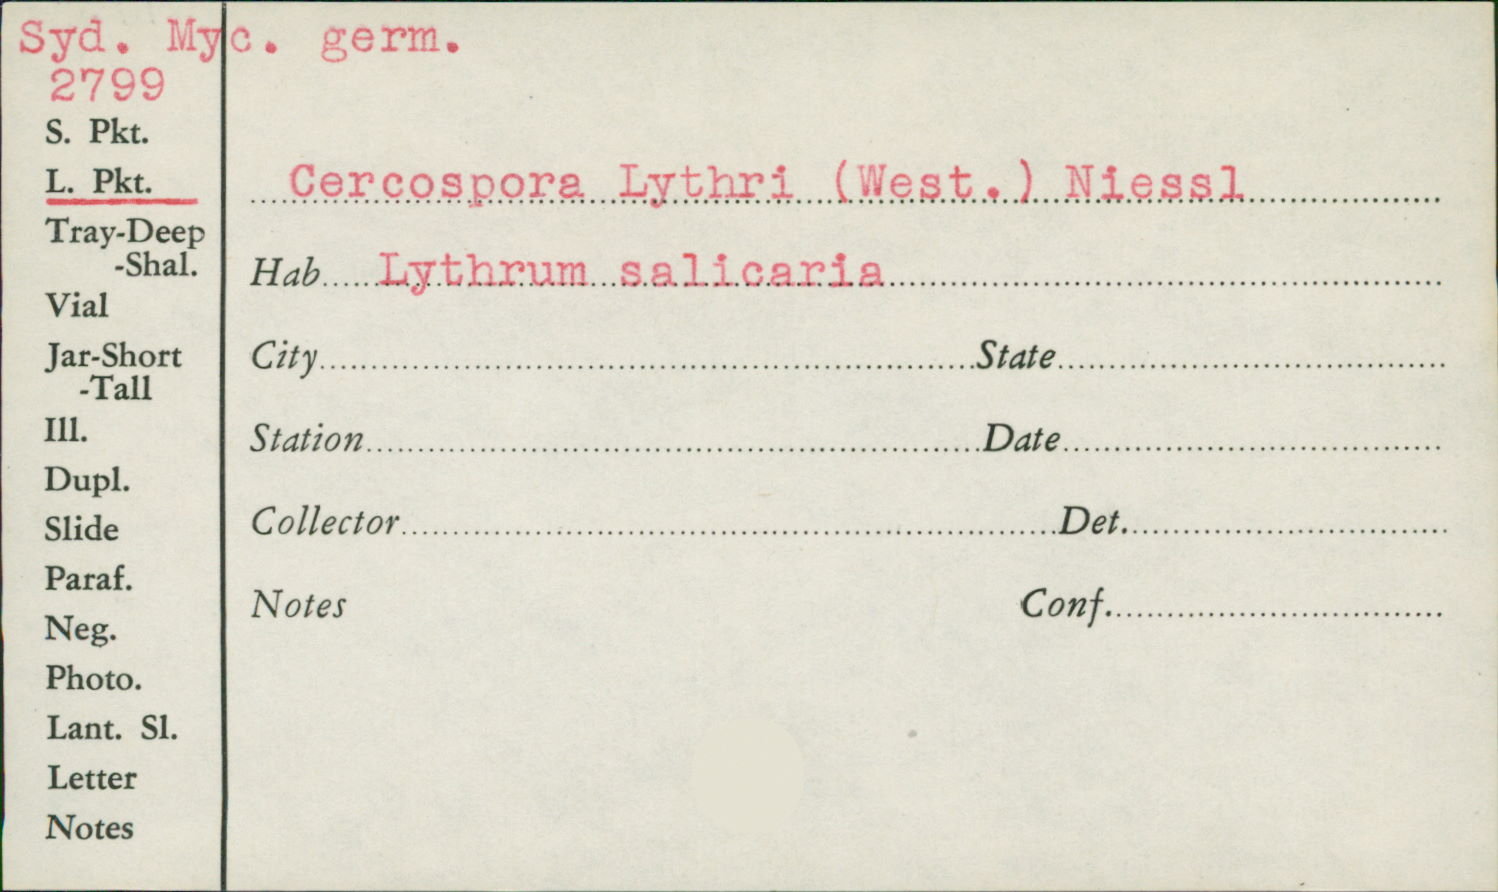 Syd. Myc. germ.
2799
S. Pkt.
L. Pkt.
Tray-Deep
-Shal.
Vial
Jar-Short
-Tall
Ill.
Dupl.
Slide
Paraf.
Neg.
Photo.
Lant. Sl.
Letter
Notes
Cercospora Lythri (West.) Niessl
Hab. Lythrum salicaria
City State
Station Date
Collector Det.
Notes Conf.